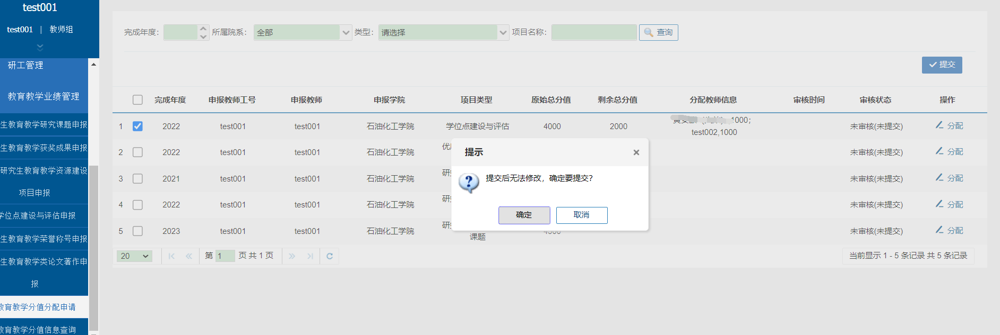 test001
test001 | 教师组
研工管理
教育教学业绩管理
生教育教学研究课题申报
生教育教学获奖成果申报
研究生教育教学资源建设
项目申报
学位点建设与评估申报
生教育教学荣誉称号申报
生教育教学类论文著作申
报
教育教学分值分配申请
教育教学分值信息查询
完成年度： 所属院系： 全部 类型： 请选择 项目名称： 查询
提交
完成年度 申报教师工号 申报教师 申报学院 项目类型 原始总分值 剩余总分值 分配教师信息 审核时间 审核状态 操作
1 2022 test001 test001 石油化工学院 学位点建设与评估 4000 2000 1000; 未审核(未提交) 分配
test002,1000
2 2022 test001 test001 石油化工学院 优 未审核(未提交) 分配
3 2021 test001 test001 石油化工学院 研 未审核(未提交) 分配
4 2022 test001 test001 石油化工学院 研 未审核(未提交) 分配
5 2023 test001 test001 石油化工学院 研 未审核(未提交) 分配
课题
20 第 1 页 共 1 页 当前显示 1 - 5 条记录 共 5 条记录
提示
提交后无法修改，确定要提交?
确定 取消